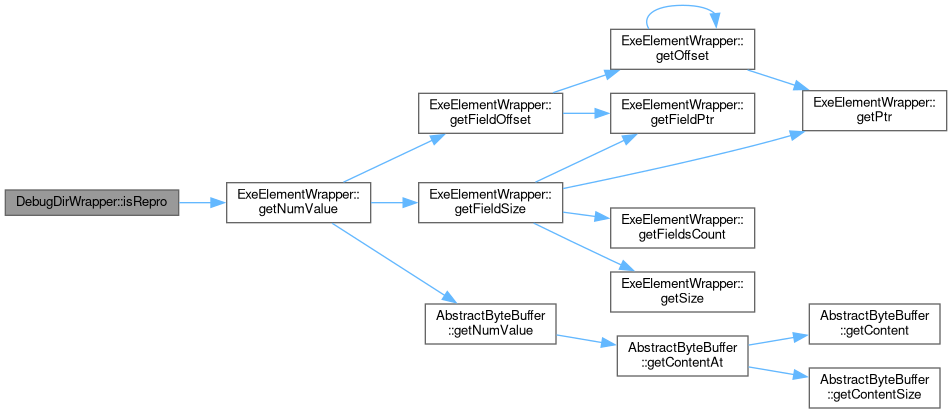 DebugDirWrapper::isRepro
ExeElementWrapper::
getNumValue
ExeElementWrapper::
getFieldOffset
ExeElementWrapper::
getFieldSize
AbstractByteBuffer
::getNumValue
ExeElementWrapper::
getOffset
ExeElementWrapper::
getFieldPtr
ExeElementWrapper::
getFieldsCount
ExeElementWrapper::
getSize
AbstractByteBuffer
::getContentAt
ExeElementWrapper::
getPtr
AbstractByteBuffer
::getContent
AbstractByteBuffer
::getContentSize